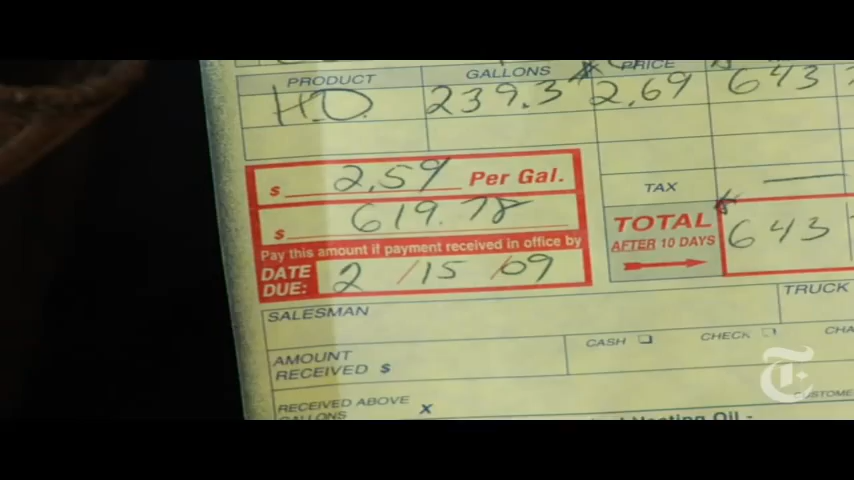 PRODUCT GALLONS PRICE
H.O. 239.3 2.69 643
$ 2.59 Per Gal.
TAX
$ 619.78
TOTAL
AFTER 10 DAYS
643
Pay this amount if payment received in office by
DATE DUE: 2/15/09
SALESMAN
TRUCK
CASH CHECK
AMOUNT
RECEIVED $
RECEIVED ABOVE
GALLONS X
Oil